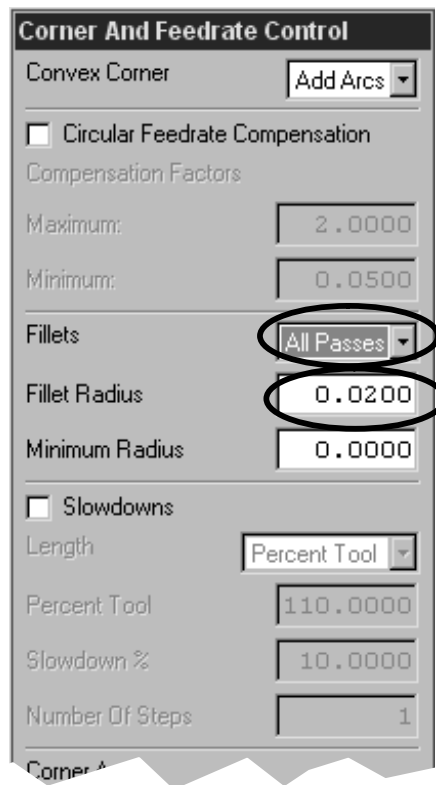 Corner And Feedrate Control
Convex Corner Add Arcs
Circular Feedrate Compensation
Compensation Factors
Maximum: 2.0000
Minimum: 0.0500
Fillets All Passes
Fillet Radius 0.0200
Minimum Radius 0.0000
Slowdowns
Length Percent Tool
Percent Tool 110.0000
Slowdown % 10.0000
Number Of Steps 1
Corner